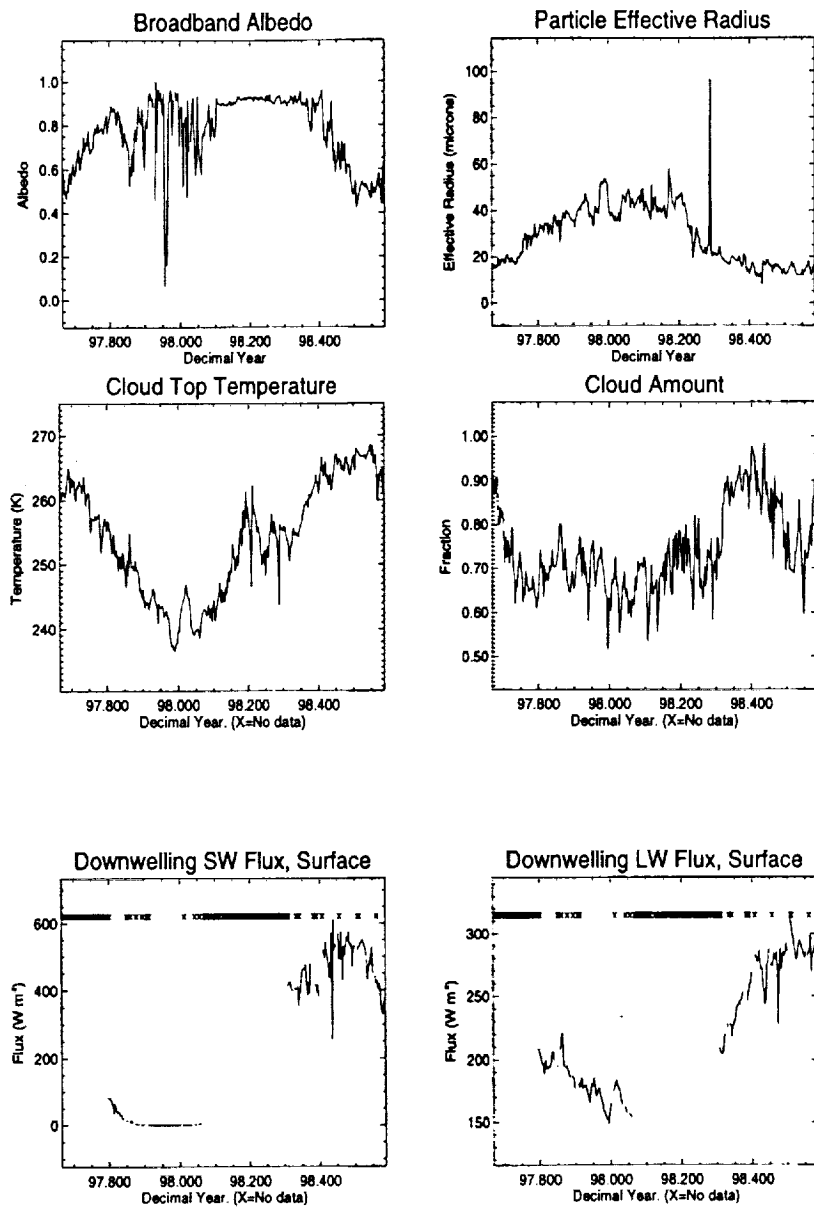 Broadband Albedo
Albedo
1.0
0.8
0.6
0.4
0.2
0.0
97.800 98.000 98.200 98.400
Decimal Year
Particle Effective Radius
Effective Radius (microns)
100
80
60
40
20
0
97.800 98.000 98.200 98.400
Decimal Year
Cloud Top Temperature
Temperature (K)
270
260
250
240
97.800 98.000 98.200 98.400
Decimal Year. (X=No data)
Cloud Amount
Fraction
1.00
0.90
0.80
0.70
0.60
0.50
97.800 98.000 98.200 98.400
Decimal Year. (X=No data)
Downwelling SW Flux, Surface
Flux (W m⁻²)
600
400
200
0
97.800 98.000 98.200 98.400
Decimal Year. (X=No data)
Downwelling LW Flux, Surface
Flux (W m⁻²)
300
250
200
150
97.800 98.000 98.200 98.400
Decimal Year. (X=No data)